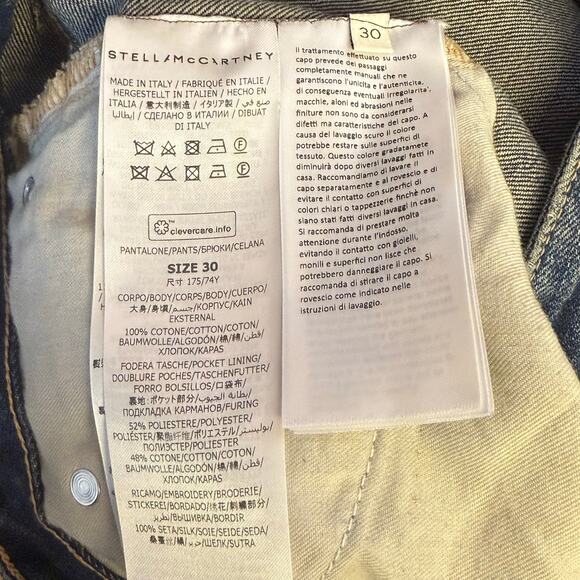 STELLA McCARTNEY
MADE IN ITALY / FABRIQUÉ EN ITALIE /
HERGESTELLT IN ITALIEN / HECHO EN
ITALIA / 意大利制造 / イタリア製 / صنع في
إيطاليا / СДЕЛАНО В ИТАЛИИ / DIBUAT
DI ITALY
F
F
clevercare.info
PANTALONE/PANTS/БРЮКИ/CELANA
SIZE 30
尺寸 175/74Y
CORPO/BODY/CORPS/BODY/CUERPO/
大身/身頃/جسم/КОРПУС/KAIN
EKSTERNAL
100% COTONE/COTTON/COTON/
BAUMWOLLE/ALGODÓN/棉/綿/قطن/
ХЛОПОК/KAPAS
FODERA TASCHE/POCKET LINING/
DOUBLURE POCHES/TASCHENFUTTER/
FORRO BOLSILLOS/口袋布/
裏地:ポケット部分/بطانة الجيوب/
ПОДКЛАДКА КАРМАНОВ/FURING
52% POLIESTERE/POLYESTER/
POLIÉSTER/聚酯纤维/ポリエステル/بوليستر/
ПОЛИЭСТЕР/POLIESTER
48% COTONE/COTTON/COTON/
BAUMWOLLE/ALGODÓN/棉/綿/قطن/
ХЛОПОК/KAPAS
RICAMO/EMBROIDERY/BRODERIE/
STICKEREI/BORDADO/绣花/刺繍部分/
تطريز/ВЫШИВКА/BORDIR
100% SETA/SILK/SOIE/SEIDE/SEDA/
桑蚕丝/絹/حرير/ШЕЛК/SUTRA
30
Il trattamento effettuato su questo
capo prevede dei passaggi
completamente manuali che ne
garantiscono l'unicita e l'autenticita,
di conseguenza eventuali irregolarita',
macchie, aloni ed abrasioni nelle
finiture non sono da considerarsi
difetti ma caratteristiche del capo. A
causa del lavaggio scuro il colore
potrebbe restare sulle superfici di
tessuto. Questo colore gradatamente
diminuirà dopo diversi lavaggi fatti in
casa. Raccomandiamo di lavare il
capo separatamente e al rovescio e di
evitare il contatto con superfici di
colori chiari o tappezzerie finchè non
siano stati fatti diversi lavaggi in casa.
Si raccomanda di prestare molta
attenzione durante l'indosso,
evitando il contatto con gioielli,
monili e superfici non lisce che
potrebbero danneggiare il capo. Si
raccomanda di stirare il capo a
rovescio come indicato nelle
istruzioni di lavaggio.